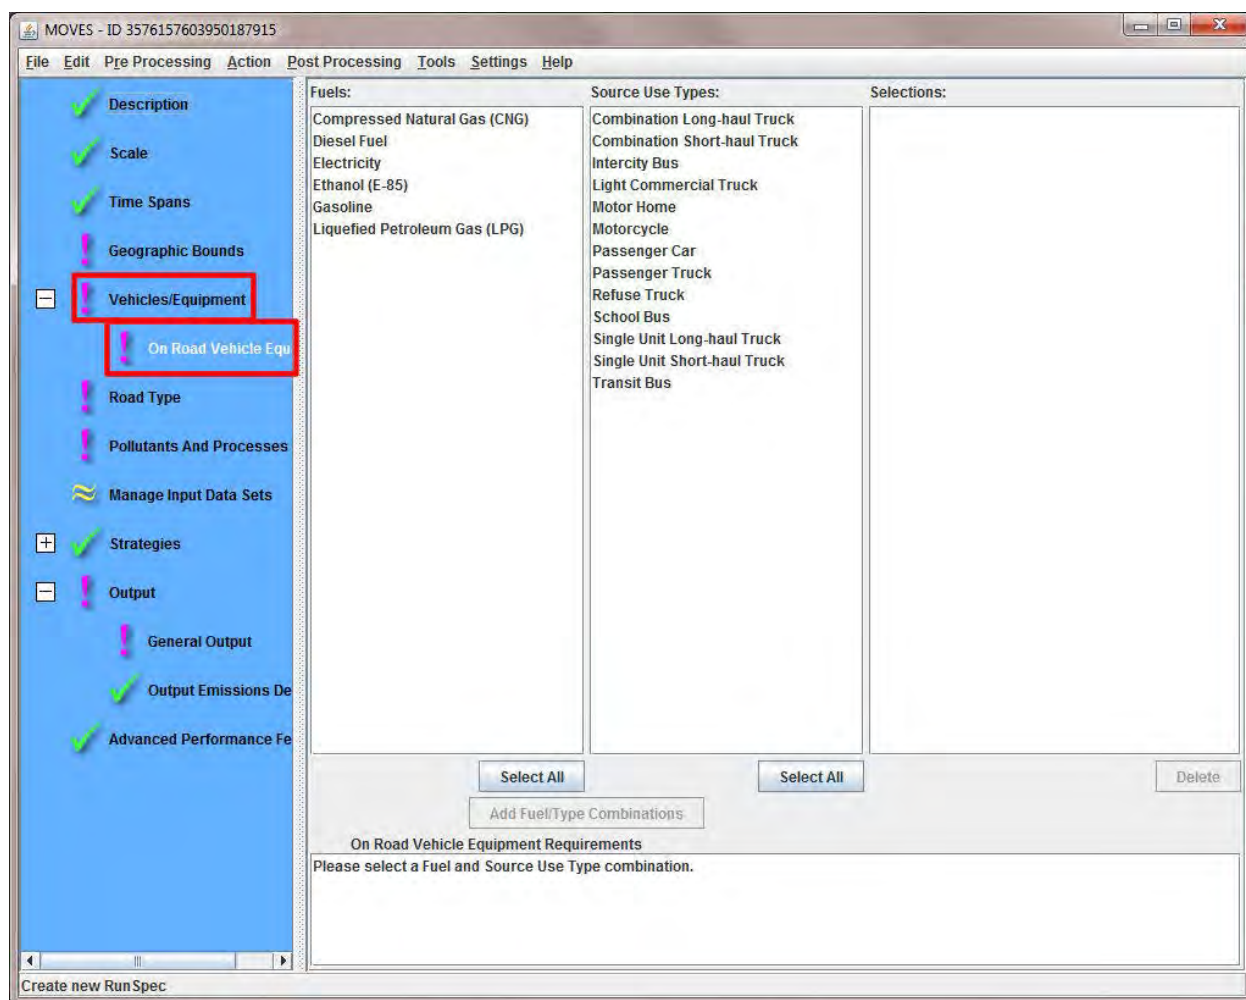 MOVES - ID 3576157603950187915
File Edit Pre Processing Action Post Processing Tools Settings Help
Description
Scale
Time Spans
Geographic Bounds
Vehicles/Equipment
On Road Vehicle Equ
Road Type
Pollutants And Processes
Manage Input Data Sets
Strategies
Output
General Output
Output Emissions De
Advanced Performance Fe
Fuels:
Compressed Natural Gas (CNG)
Diesel Fuel
Electricity
Ethanol (E-85)
Gasoline
Liquefied Petroleum Gas (LPG)
Select All
Source Use Types:
Combination Long-haul Truck
Combination Short-haul Truck
Intercity Bus
Light Commercial Truck
Motor Home
Motorcycle
Passenger Car
Passenger Truck
Refuse Truck
School Bus
Single Unit Long-haul Truck
Single Unit Short-haul Truck
Transit Bus
Select All
Selections:
Delete
Add Fuel/Type Combinations
On Road Vehicle Equipment Requirements
Please select a Fuel and Source Use Type combination.
Create new RunSpec